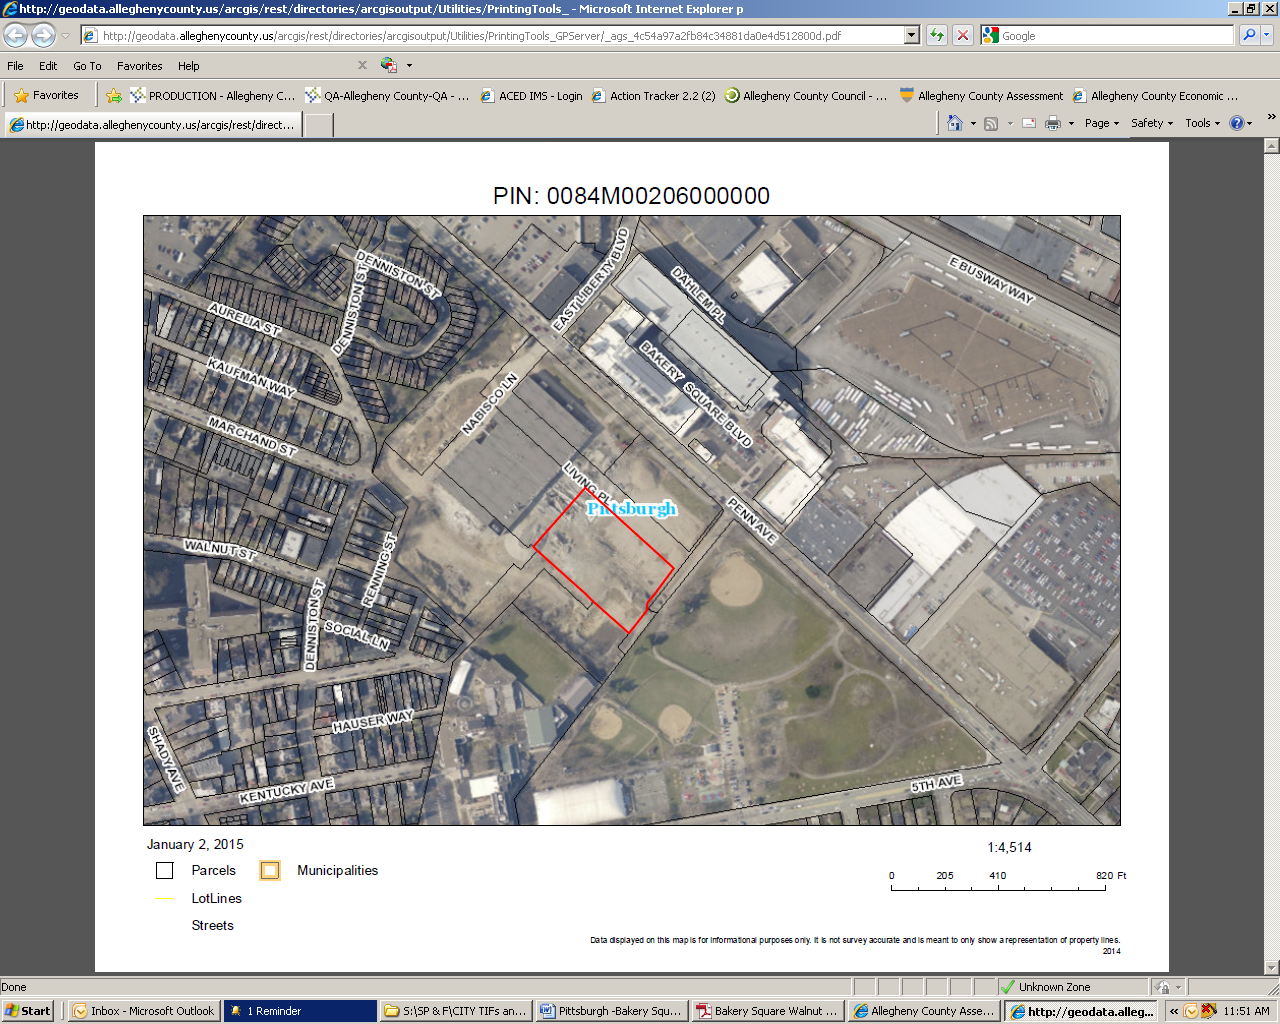 http://geodata.alleghenycounty.us/arcgis/rest/directories/arcgisoutput/Utilities/PrintingTools_ - Microsoft Internet Explorer p
http://geodata.alleghenycounty.us/arcgis/rest/directories/arcgisoutput/Utilities/PrintingTools_GPServer/_ags_4c54a97a2fb84c34881da0e4d512800d.pdf
Google
File Edit Go To Favorites Help
Favorites PRODUCTION - Allegheny C... QA-Allegheny County-QA - ... ACED IMS - Login Action Tracker 2.2 (2) Allegheny County Council - ... Allegheny County Assessment Allegheny County Economic ...
http://geodata.alleghenycounty.us/arcgis/rest/direct...
Page Safety Tools
PIN: 0084M00206000000
DENNISTON ST
DENNISTON ST
EAST LIBERTY BLVD
DAHLEM PL
E BUSWAY WAY
AURELIA ST
KAUFMAN WAY
BAKERY SQUARE BLVD
NABISCO LN
MARCHAND ST
LIVING PL
Pittsburgh
PENN AVE
WALNUT ST
RENNING ST
DENNISTON ST
SOCIAL LN
HAUSER WAY
SHADY AVE
KENTUCKY AVE
5TH AVE
January 2, 2015
Parcels
Municipalities
LotLines
Streets
1:4,514
0 205 410 820 Ft
Data displayed on this map is for informational purposes only. It is not survey accurate and is meant to only show a representation of property lines.
2014
Done
Unknown Zone
Start
Inbox - Microsoft Outlook
1 Reminder
S:\SP & F\CITY TIFs an...
Pittsburgh -Bakery Squ...
Bakery Square Walnut ...
Allegheny County Asse...
http://geodata.alleg...
11:51 AM